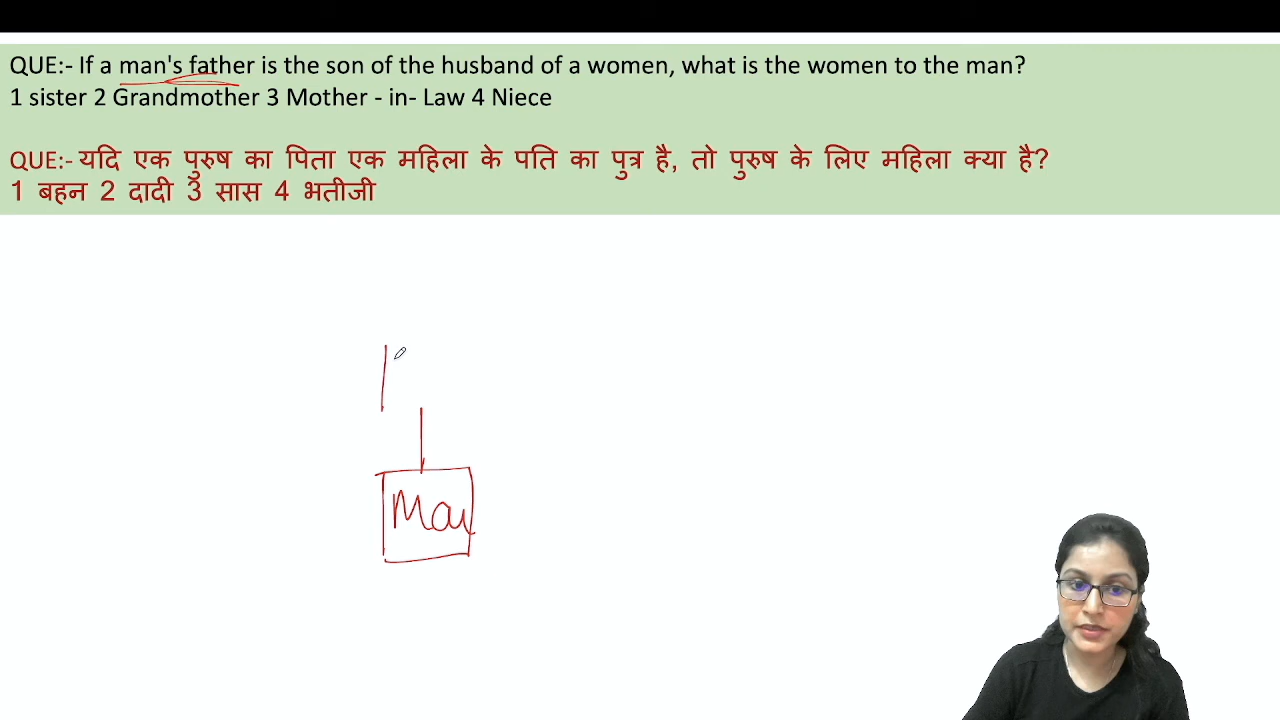 QUE:- If a man's father is the son of the husband of a women, what is the women to the man?
1 sister 2 Grandmother 3 Mother - in- Law 4 Niece
QUE:- यदि एक पुरुष का पिता एक महिला के पति का पुत्र है, तो पुरुष के लिए महिला क्या है?
1 बहन 2 दादी 3 सास 4 भतीजी
Man